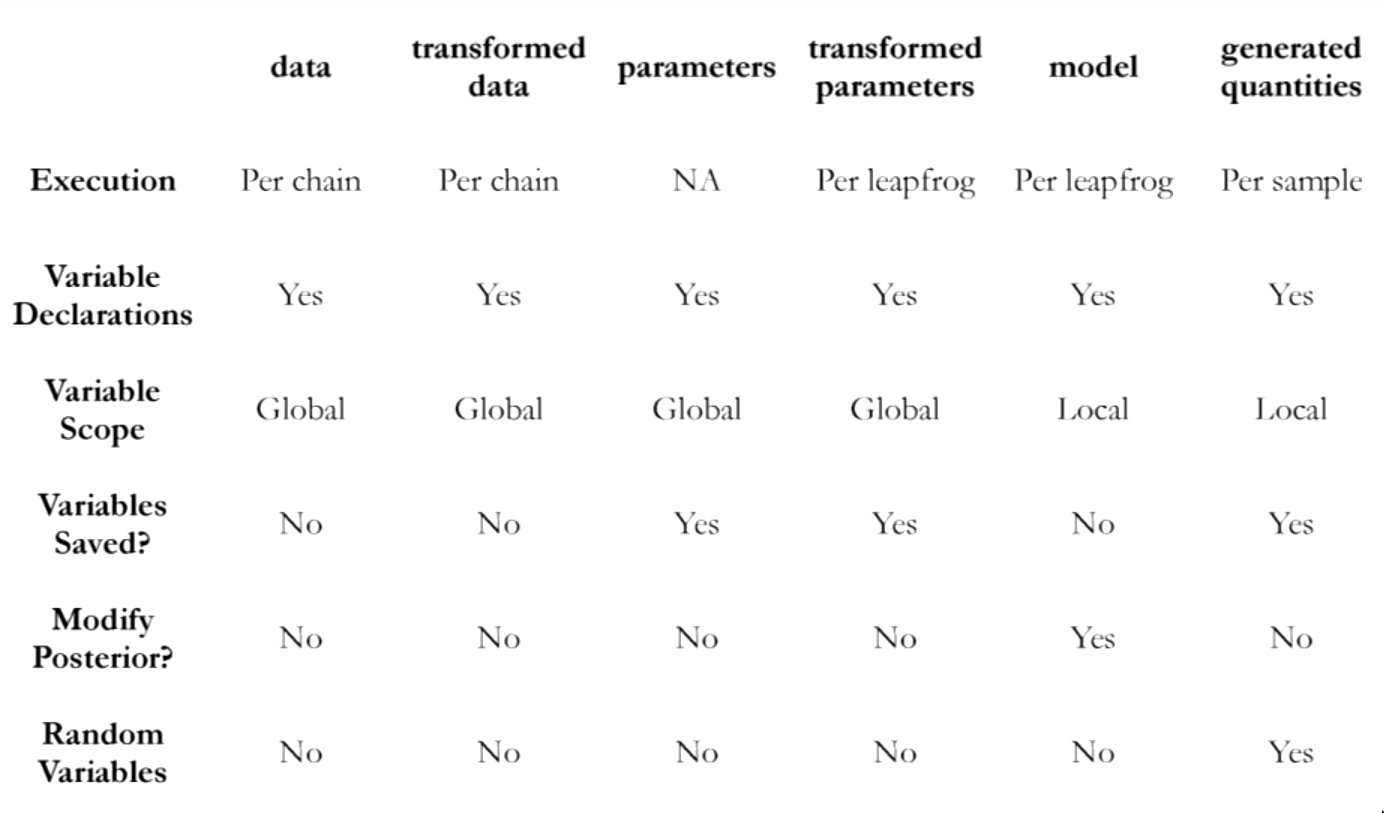 data transformed data parameters transformed parameters model generated quantities
Execution Per chain Per chain NA Per leapfrog Per leapfrog Per sample
Variable Declarations Yes Yes Yes Yes Yes Yes
Variable Scope Global Global Global Global Local Local
Variables Saved? No No Yes Yes No Yes
Modify Posterior? No No No No Yes No
Random Variables No No No No No Yes